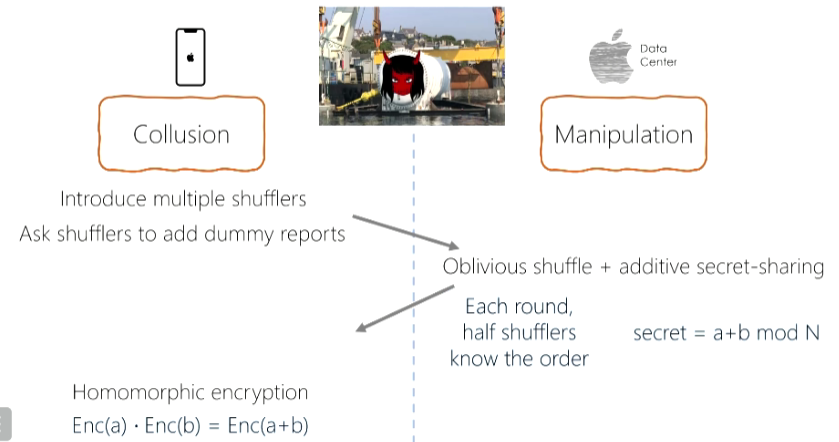 Data
Center
Collusion
Manipulation
Introduce multiple shufflers
Ask shufflers to add dummy reports
Oblivious shuffle + additive secret-sharing
Each round,
half shufflers
know the order
secret = a+b mod N
Homomorphic encryption
Enc(a) · Enc(b) = Enc(a+b)